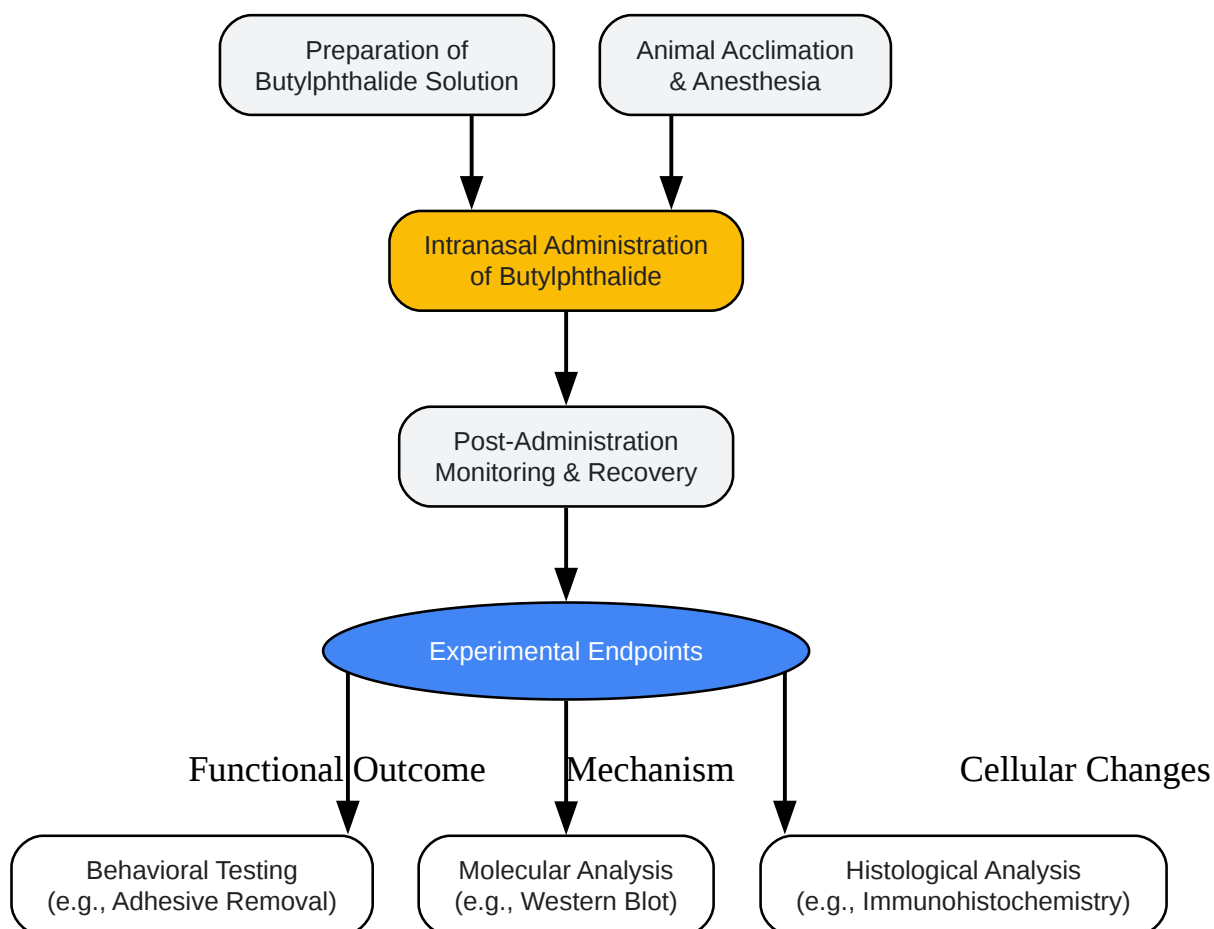 Preparation of
Butylphthalide Solution
Animal Acclimation
& Anesthesia
Intranasal Administration
of Butylphthalide
Post-Administration
Monitoring & Recovery
Experimental Endpoints
Functional Outcome
Mechanism
Cellular Changes
Behavioral Testing
(e.g., Adhesive Removal)
Molecular Analysis
(e.g., Western Blot)
Histological Analysis
(e.g., Immunohistochemistry)